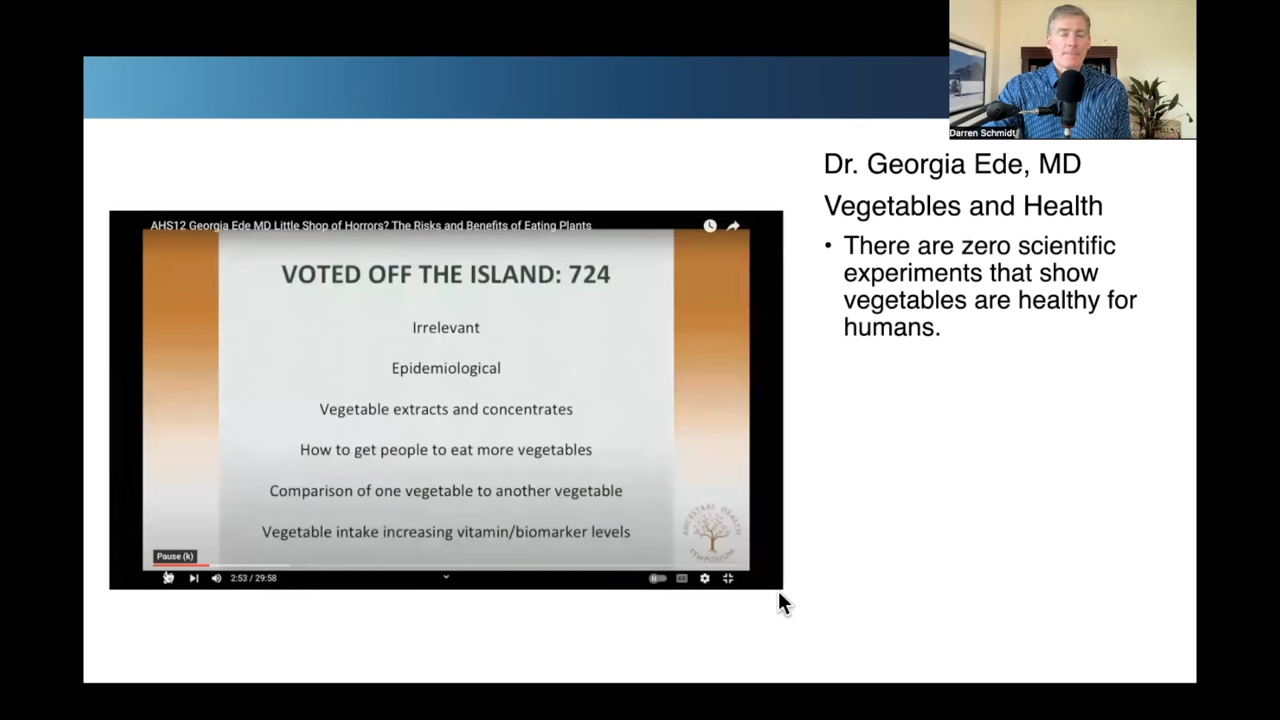 Darren Schmidt
Dr. Georgia Ede, MD
Vegetables and Health
• There are zero scientific
experiments that show
vegetables are healthy for
humans.
AHS12 Georgia Ede MD Little Shop of Horrors? The Risks and Benefits of Eating Plants
VOTED OFF THE ISLAND: 724
Irrelevant
Epidemiological
Vegetable extracts and concentrates
How to get people to eat more vegetables
Comparison of one vegetable to another vegetable
Vegetable intake increasing vitamin/biomarker levels
ANCESTRAL HEALTH
SYMPOSIUM
Pause (k)
2:53 / 29:58